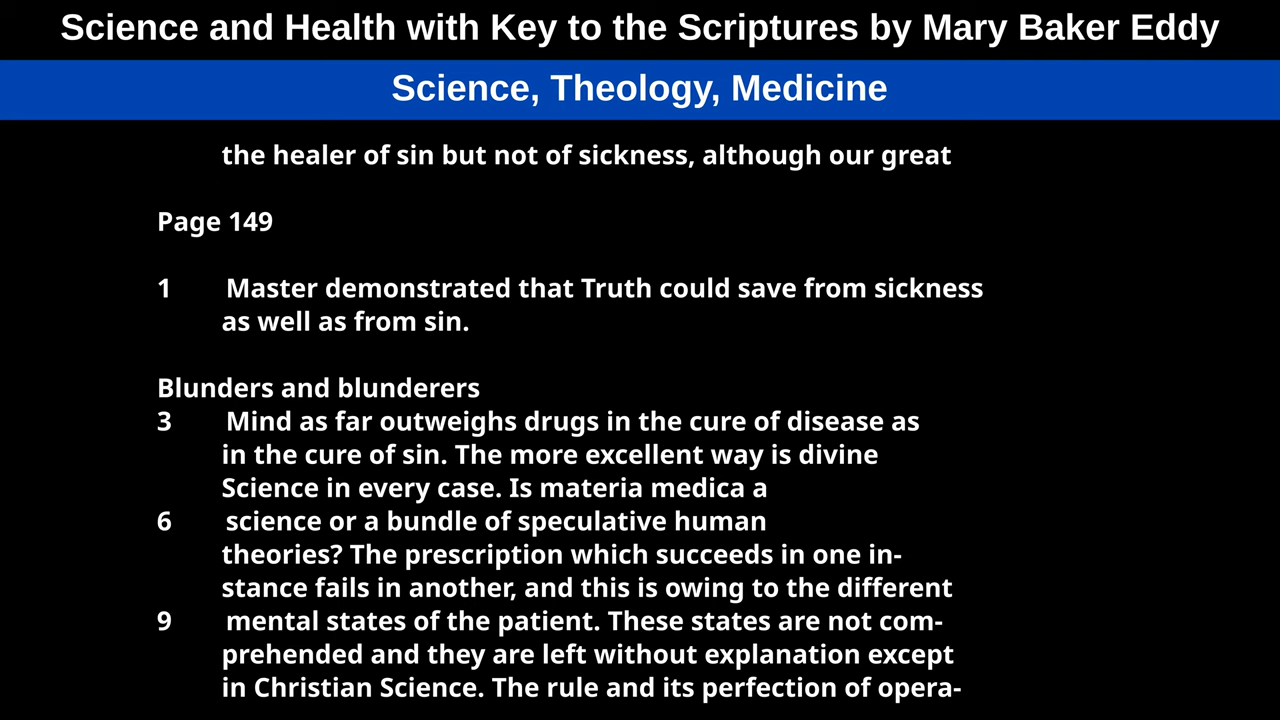 Science and Health with Key to the Scriptures by Mary Baker Eddy
Science, Theology, Medicine
the healer of sin but not of sickness, although our great
Page 149
1 Master demonstrated that Truth could save from sickness
as well as from sin.
Blunders and blunderers
3 Mind as far outweighs drugs in the cure of disease as
in the cure of sin. The more excellent way is divine
Science in every case. Is materia medica a
6 science or a bundle of speculative human
theories? The prescription which succeeds in one in-
stance fails in another, and this is owing to the different
9 mental states of the patient. These states are not com-
prehended and they are left without explanation except
in Christian Science. The rule and its perfection of opera-